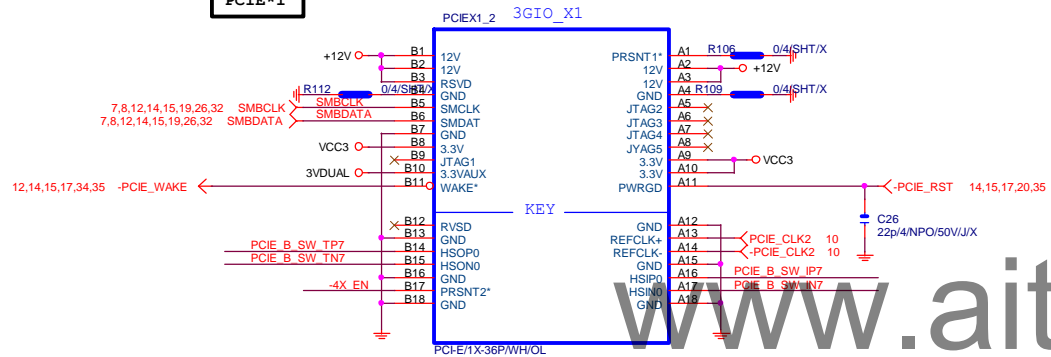 PCIE*1
PCIEX1_2 3GIO_X1
+12V B1 12V PRSNT1* A1 R106 0/4/SHT/X
B2 12V 12V A2 +12V
B3 RSVD 12V A3
R112 0/4/SHT/X B4 GND GND A4 R109 0/4/SHT/X
7,8,12,14,15,19,26,32 SMBCLK SMBCLK B5 SMCLK JTAG2 A5
7,8,12,14,15,19,26,32 SMBDATA SMBDATA B6 SMDAT JTAG3 A6
B7 GND JTAG4 A7
VCC3 B8 3.3V JYAG5 A8
B9 JTAG1 3.3V A9 VCC3
3VDUAL B10 3.3VAUX 3.3V A10
12,14,15,17,34,35 -PCIE_WAKE B11 WAKE* PWRGD A11 -PCIE_RST 14,15,17,20,35
KEY
B12 RVSD GND A12 C26
B13 GND REFCLK+ A13 PCIE_CLK2 10 22p/4/NPO/50V/J/X
PCIE_B_SW_TP7 B14 HSOP0 REFCLK- A14 -PCIE_CLK2 10
PCIE_B_SW_TN7 B15 HSON0 GND A15
B16 GND HSIP0 A16 PCIE_B_SW_IP7
-4X_EN B17 PRSNT2* HSIN0 A17 PCIE_B_SW_IN7
B18 GND GND A18
PCI-E/1X-36P/WH/OL
www.ait